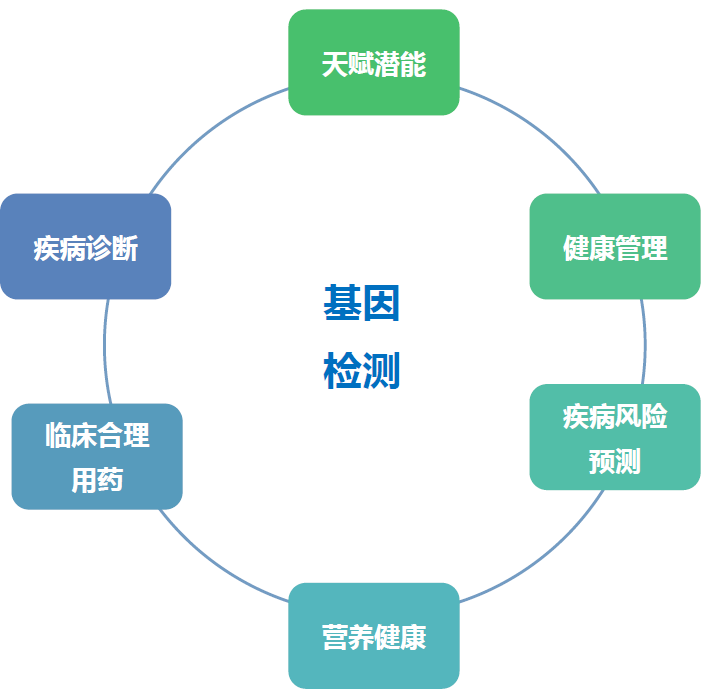 天赋潜能
疾病诊断
健康管理
基因
检测
疾病风险
预测
临床合理
用药
营养健康